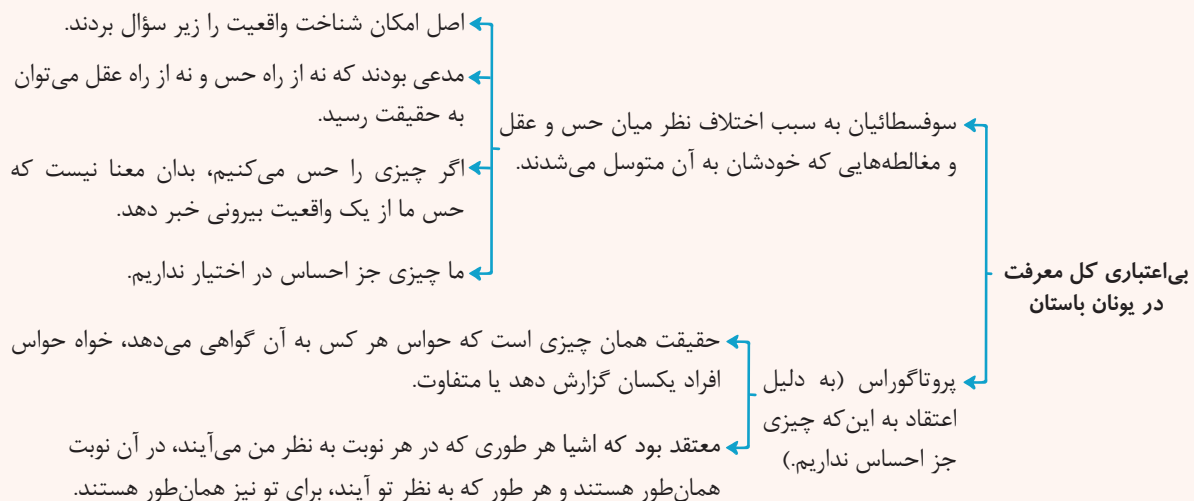 بی‌اعتباری کل معرفت
در یونان باستان
سوفسطائیان به سبب اختلاف نظر میان حس و عقل
و مغالطه‌هایی که خودشان به آن متوسل می‌شدند.
اصل امکان شناخت واقعیت را زیر سؤال بردند.
مدعی بودند که نه از راه حس و نه از راه عقل می‌توان
به حقیقت رسید.
اگر چیزی را حس می‌کنیم، بدان معنا نیست که
حس ما از یک واقعیت بیرونی خبر دهد.
ما چیزی جز احساس در اختیار نداریم.
پروتاگوراس (به دلیل
اعتقاد به این‌که چیزی
جز احساس نداریم.)
حقیقت همان چیزی است که حواس هر کس به آن گواهی می‌دهد، خواه حواس
افراد یکسان گزارش دهد یا متفاوت.
معتقد بود که اشیا هر طوری که در هر نوبت به نظر من می‌آیند، در آن نوبت
همان‌طور هستند و هر طور که به نظر تو آیند، برای تو نیز همان‌طور هستند.